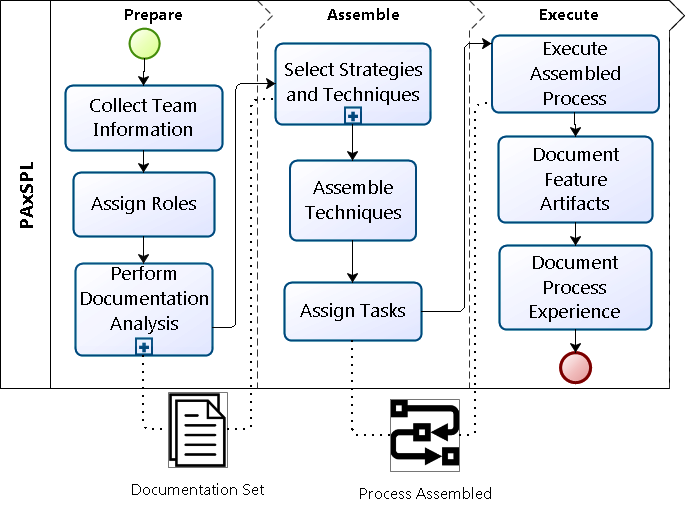 PAxSPL
Prepare
Assemble
Execute
Collect Team
Information
Assign Roles
Perform
Documentation
Analysis
Select Strategies
and Techniques
Assemble
Techniques
Assign Tasks
Execute
Assembled
Process
Document
Feature
Artifacts
Document
Process
Experience
Documentation Set
Process Assembled